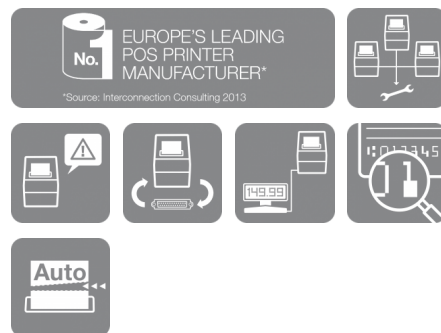 No.1
EUROPE'S LEADING
POS PRINTER
MANUFACTURER*
*Source: Interconnection Consulting 2013
149.99
Auto